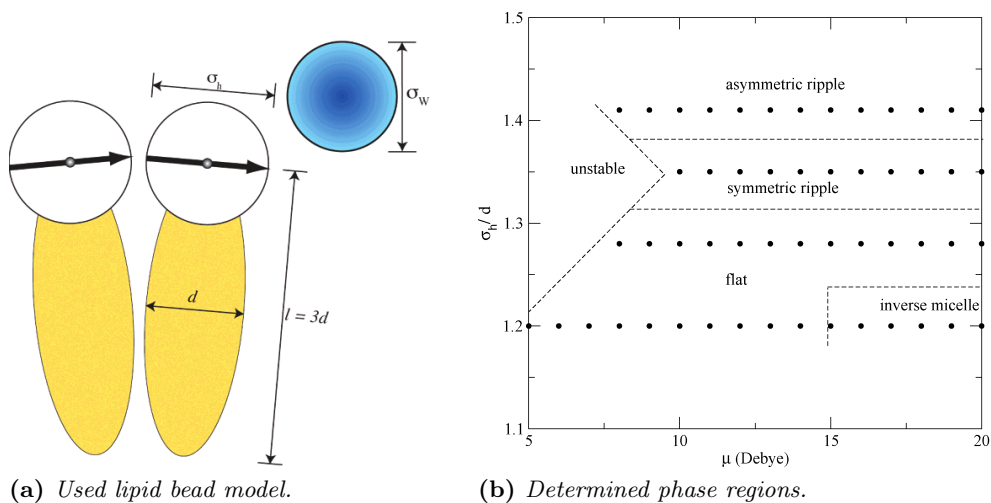 σh
σW
d
l = 3d
(a) Used lipid bead model.
1.5
1.4
1.3
1.2
1.1
σh/ d
asymmetric ripple
unstable
symmetric ripple
flat
inverse micelle
5
10
15
20
μ (Debye)
(b) Determined phase regions.